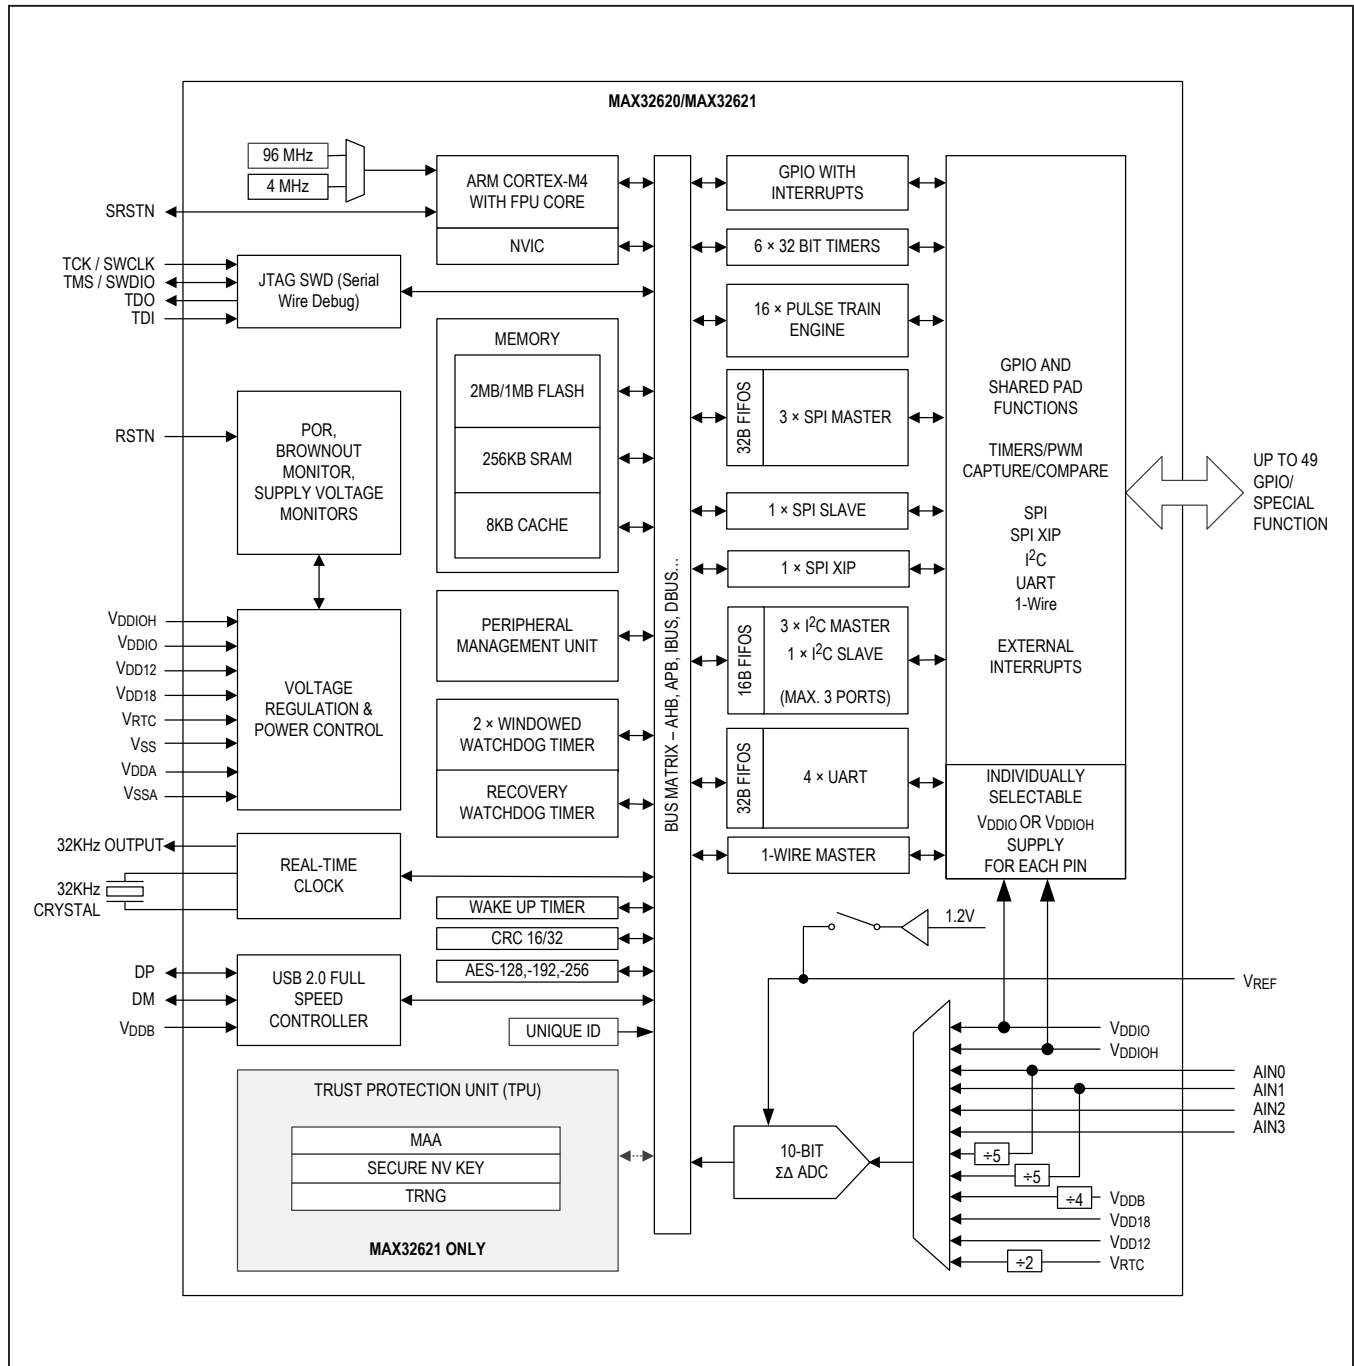 MAX32620/MAX32621
96 MHz
4 MHz
SRSTN
ARM CORTEX-M4
WITH FPU CORE
NVIC
TCK / SWCLK
TMS / SWDIO
TDO
TDI
JTAG SWD (Serial
Wire Debug)
MEMORY
2MB/1MB FLASH
256KB SRAM
8KB CACHE
RSTN
POR,
BROWNOUT
MONITOR,
SUPPLY VOLTAGE
MONITORS
VDDIOH
VDDIO
VDD12
VDD18
VRTC
VSS
VDDA
VSSA
VOLTAGE
REGULATION &
POWER CONTROL
PERIPHERAL
MANAGEMENT UNIT
2 × WINDOWED
WATCHDOG TIMER
RECOVERY
WATCHDOG TIMER
32KHz OUTPUT
32KHz
CRYSTAL
REAL-TIME
CLOCK
WAKE UP TIMER
CRC 16/32
AES-128,-192,-256
DP
DM
VDDB
USB 2.0 FULL
SPEED
CONTROLLER
UNIQUE ID
TRUST PROTECTION UNIT (TPU)
MAA
SECURE NV KEY
TRNG
MAX32621 ONLY
BUS MATRIX – AHB, APB, IBUS, DBUS...
GPIO WITH
INTERRUPTS
6 × 32 BIT TIMERS
16 × PULSE TRAIN
ENGINE
32B FIFOS
3 × SPI MASTER
1 × SPI SLAVE
1 × SPI XIP
16B FIFOS
3 × I2C MASTER
1 × I2C SLAVE
(MAX. 3 PORTS)
32B FIFOS
4 × UART
1-WIRE MASTER
GPIO AND
SHARED PAD
FUNCTIONS
TIMERS/PWM
CAPTURE/COMPARE
SPI
SPI XIP
I2C
UART
1-Wire
EXTERNAL
INTERRUPTS
INDIVIDUALLY
SELECTABLE
VDDIO OR VDDIOH
SUPPLY
FOR EACH PIN
UP TO 49
GPIO/
SPECIAL
FUNCTION
1.2V
VREF
VDDIO
VDDIOH
AIN0
AIN1
AIN2
AIN3
÷5
÷5
÷4
VDDB
VDD18
VDD12
÷2
VRTC
10-BIT
ΣΔ ADC